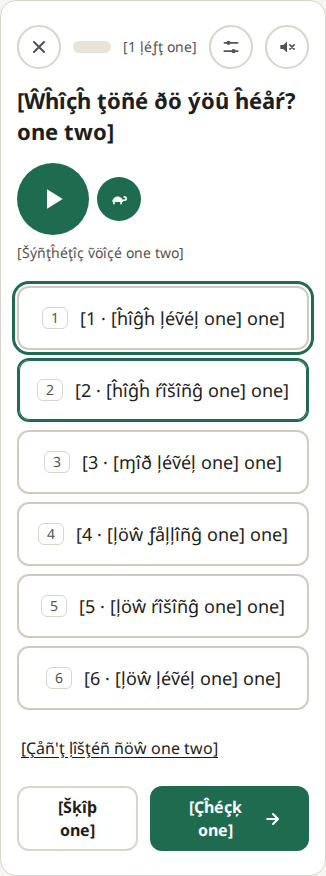 [1 ļéƒţ one]
[Ŵĥîçĥ ţöñé ðö ýöû ĥéåŕ?
one two]
[Šýñţĥéţîç ṽöîçé one two]
1 [1 · [ĥîĝĥ ļéṽéļ one] one]
2 [2 · [ĥîĝĥ ŕîšîñĝ one] one]
3 [3 · [ɱîð ļéṽéļ one] one]
4 [4 · [ļöŵ ƒåļļîñĝ one] one]
5 [5 · [ļöŵ ŕîšîñĝ one] one]
6 [6 · [ļöŵ ļéṽéļ one] one]
[Çåñ'ţ ļîšţéñ ñöŵ one two]
[Šķîþ
one]
[Çĥéçķ
one]